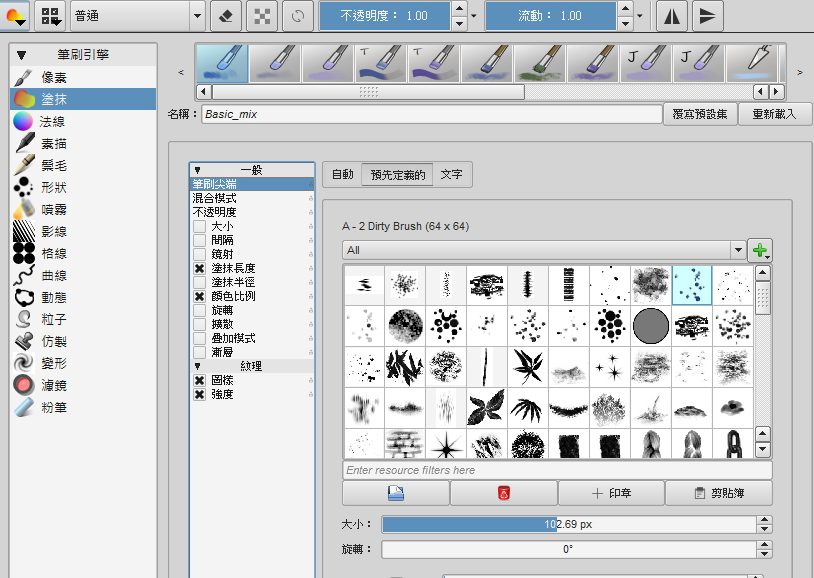 普通
不透明度： 1.00
流動： 1.00
筆刷引擎
像素
塗抹
法線
素描
鬃毛
形狀
噴霧
影線
格線
曲線
動態
粒子
仿製
變形
濾鏡
粉筆
名稱：
Basic_mix
覆寫預設集
重新載入
一般
筆刷尖端
混合模式
不透明度
大小
間隔
鏡射
塗抹長度
塗抹半徑
顏色比例
旋轉
擴散
疊加模式
漸層
紋理
圖樣
強度
自動
預先定義的
文字
A - 2 Dirty Brush (64 x 64)
All
Enter resource filters here
印章
剪貼簿
大小：
102.69 px
旋轉：
0°